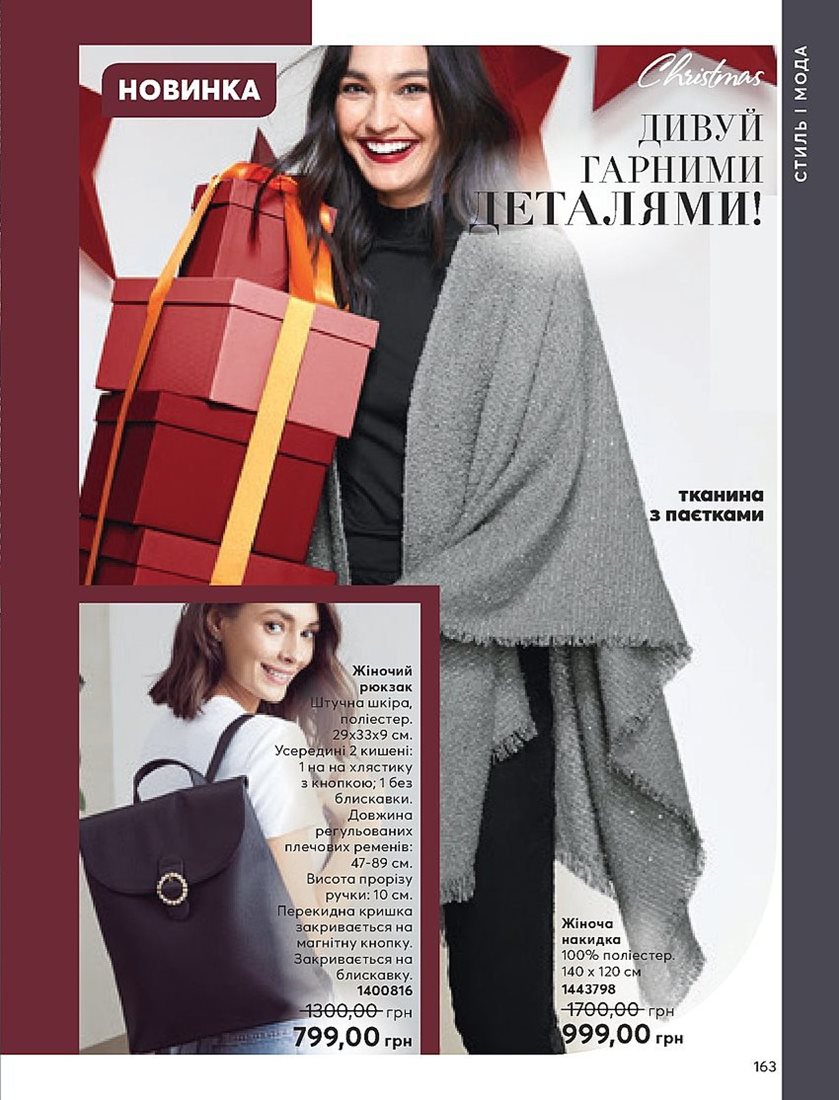 НОВИНКА
Christmas
ДИВУЙ
ГАРНИМИ
ДЕТАЛЯМИ!
СТИЛЬ І МОДА
тканина
з паєтками
Жіночий
рюкзак
Штучна шкіра,
поліестер.
29х33х9 см.
Усередині 2 кишені:
1 на на хлястику
з кнопкою; 1 без
блискавки.
Довжина
регульованих
плечових ременів:
47-89 см.
Висота прорізу
ручки: 10 см.
Перекидна кришка
закривається на
магнітну кнопку.
Закривається на
блискавку.
1400816
1300,00 грн
799,00 грн
Жіноча
накидка
100% поліестер.
140 х 120 см
1443798
1700,00 грн
999,00 грн
163